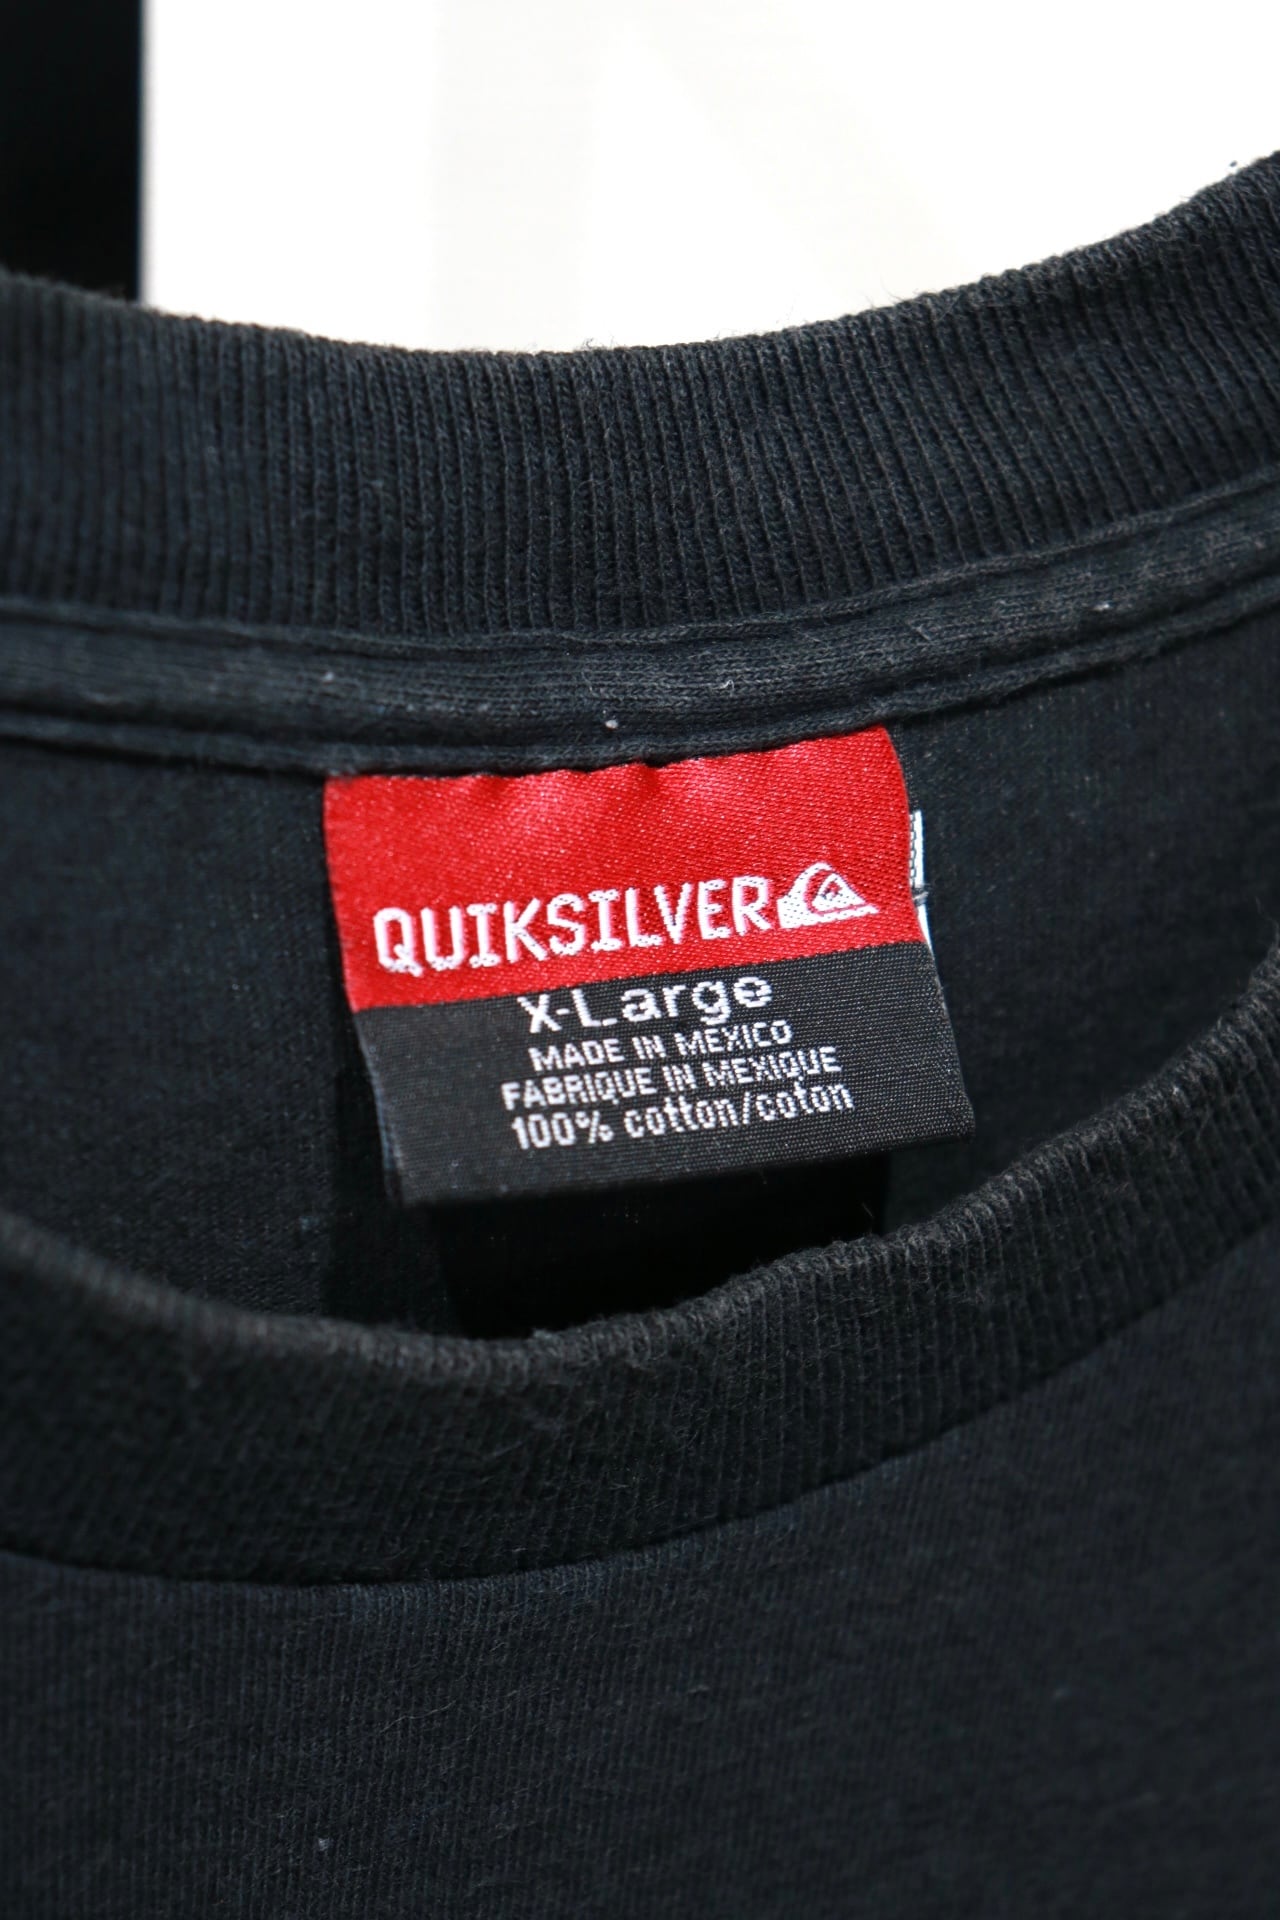 QUIKSILVER
X-Large
MADE IN MEXICO
FABRIQUE IN MEXIQUE
100% cotton/coton